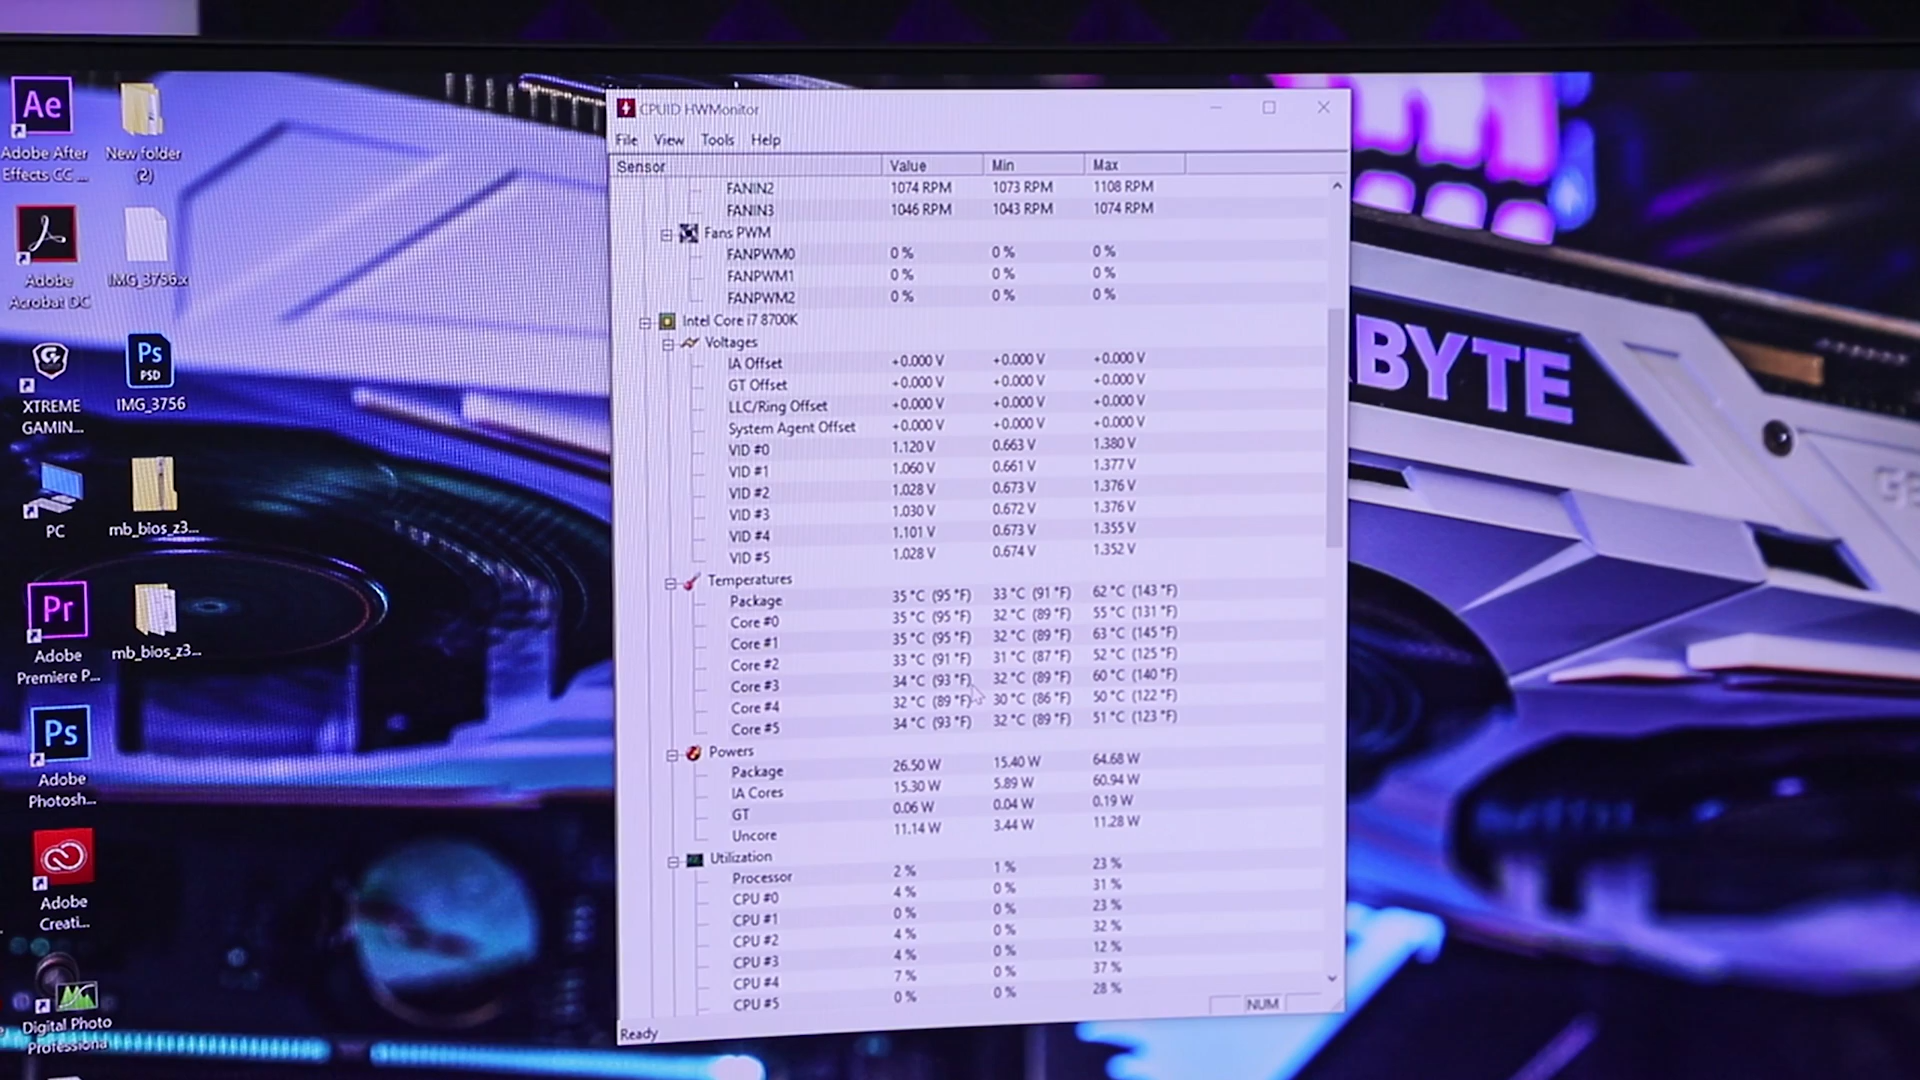 CPUID HWMonitor
File View Tools Help
Sensor Value Min Max
FANIN2 1074 RPM 1073 RPM 1108 RPM
FANIN3 1046 RPM 1043 RPM 1074 RPM
Fans PWM
FANPWM0 0 % 0 % 0 %
FANPWM1 0 % 0 % 0 %
FANPWM2 0 % 0 % 0 %
Intel Core i7 8700K
Voltages
IA Offset +0.000 V +0.000 V +0.000 V
GT Offset +0.000 V +0.000 V +0.000 V
LLC/Ring Offset +0.000 V +0.000 V +0.000 V
System Agent Offset +0.000 V +0.000 V +0.000 V
VID #0 1.120 V 0.663 V 1.380 V
VID #1 1.060 V 0.661 V 1.377 V
VID #2 1.028 V 0.673 V 1.376 V
VID #3 1.030 V 0.672 V 1.376 V
VID #4 1.101 V 0.673 V 1.355 V
VID #5 1.028 V 0.674 V 1.352 V
Temperatures
Package 35 °C (95 °F) 33 °C (91 °F) 62 °C (143 °F)
Core #0 35 °C (95 °F) 32 °C (89 °F) 55 °C (131 °F)
Core #1 35 °C (95 °F) 32 °C (89 °F) 63 °C (145 °F)
Core #2 33 °C (91 °F) 31 °C (87 °F) 52 °C (125 °F)
Core #3 34 °C (93 °F) 32 °C (89 °F) 60 °C (140 °F)
Core #4 32 °C (89 °F) 30 °C (86 °F) 50 °C (122 °F)
Core #5 34 °C (93 °F) 32 °C (89 °F) 51 °C (123 °F)
Powers
Package 26.50 W 15.40 W 64.68 W
IA Cores 15.30 W 5.89 W 60.94 W
GT 0.06 W 0.04 W 0.19 W
Uncore 11.14 W 3.44 W 11.28 W
Utilization
Processor 2 % 1 % 23 %
CPU #0 4 % 0 % 31 %
CPU #1 0 % 0 % 23 %
CPU #2 4 % 0 % 32 %
CPU #3 4 % 0 % 12 %
CPU #4 7 % 0 % 37 %
CPU #5 0 % 0 % 28 %
NUM
Ready
Ae
Adobe After
Effects CC ...
New folder
(2)
Adobe
Acrobat DC
IMG_3756.x
XTREME
GAMIN...
Ps
PSD
IMG_3756
PC
mb_bios_z3...
Pr
Adobe
Premiere P...
mb_bios_z3...
Ps
Adobe
Photosh...
Adobe
Creati...
Digital Photo
Professional
BYTE
GE